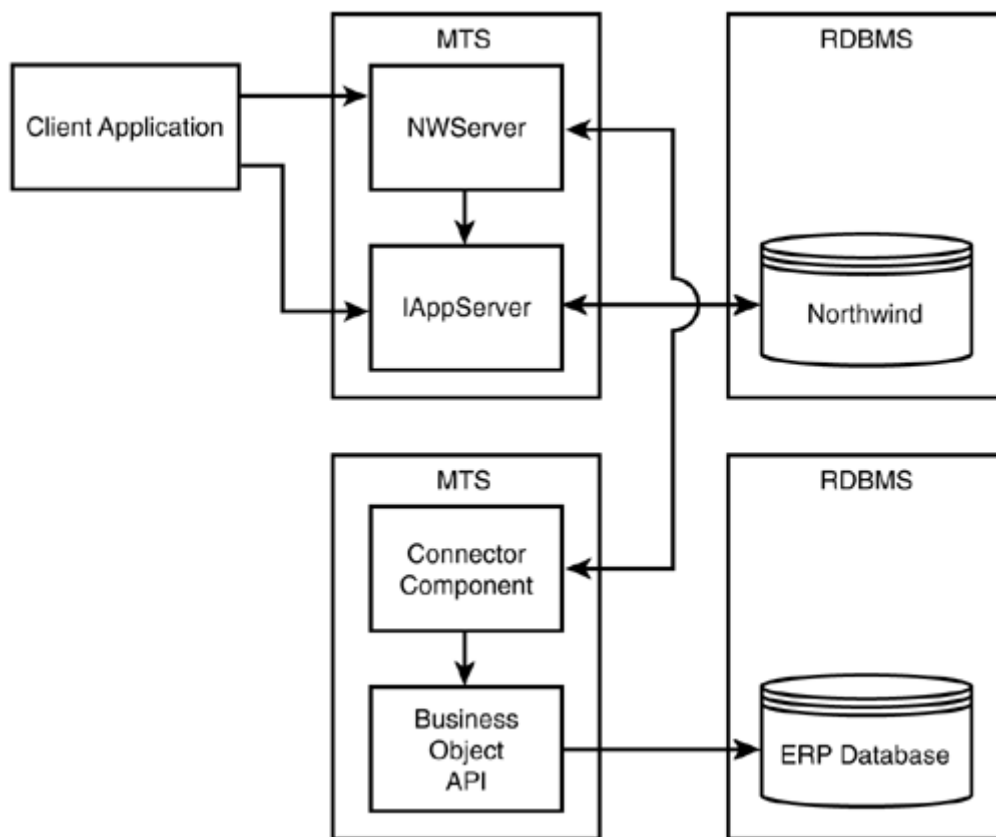 MTS
RDBMS
Client Application
NWServer
IAppServer
Northwind
MTS
RDBMS
Connector
Component
Business
Object
API
ERP Database